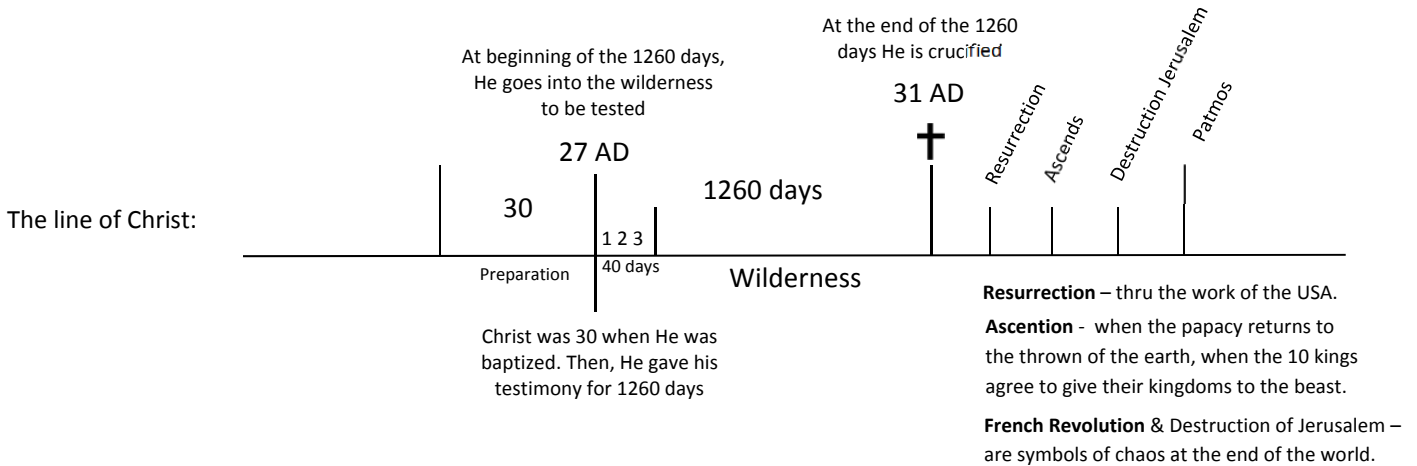 At the end of the 1260
days He is crucified
31 AD
At beginning of the 1260 days,
He goes into the wilderness
to be tested
27 AD
Resurrection
Ascends
Destruction Jerusalem
Patmos
The line of Christ:
30
1 2 3
1260 days
Preparation
40 days
Wilderness
Christ was 30 when He was
baptized. Then, He gave his
testimony for 1260 days
Resurrection – thru the work of the USA.
Ascention - when the papacy returns to
the thrown of the earth, when the 10 kings
agree to give their kingdoms to the beast.
French Revolution & Destruction of Jerusalem –
are symbols of chaos at the end of the world.